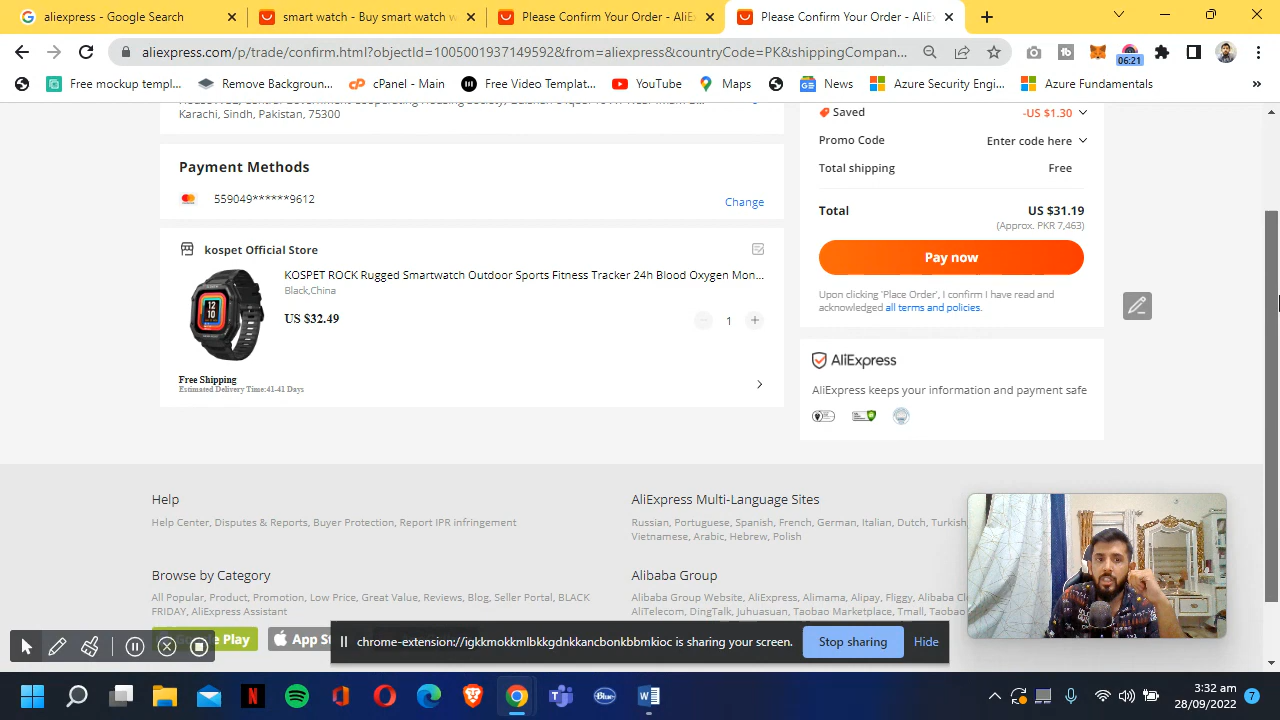 aliexpress - Google Search
smart watch - Buy smart watch w
Please Confirm Your Order - AliE
Please Confirm Your Order - AliE
aliexpress.com/p/trade/confirm.html?objectId=1005001937149592&from=aliexpress&countryCode=PK&shippingCompan...
06:21
Free mockup templ...
Remove Backgroun...
cPanel - Main
Free Video Templat...
YouTube
Maps
News
Azure Security Engi...
Azure Fundamentals
»
Karachi, Sindh, Pakistan, 75300
Payment Methods
559049******9612
Change
kospet Official Store
KOSPET ROCK Rugged Smartwatch Outdoor Sports Fitness Tracker 24h Blood Oxygen Mon...
Black,China
US $32.49
1
Free Shipping
Estimated Delivery Time:41-41 Days
Saved -US $1.30
Promo Code Enter code here
Total shipping Free
Total US $31.19
(Approx. PKR 7,463)
Pay now
Upon clicking 'Place Order', I confirm I have read and
acknowledged all terms and policies.
AliExpress
AliExpress keeps your information and payment safe
Help
Help Center, Disputes & Reports, Buyer Protection, Report IPR infringement
AliExpress Multi-Language Sites
Russian, Portuguese, Spanish, French, German, Italian, Dutch, Turkish,
Vietnamese, Arabic, Hebrew, Polish
Browse by Category
All Popular, Product, Promotion, Low Price, Great Value, Reviews, Blog, Seller Portal, BLACK
FRIDAY, AliExpress Assistant
Alibaba Group
Alibaba Group Website, AliExpress, Alimama, Alipay, Fliggy, Alibaba Cl
AliTelecom, DingTalk, Juhuasuan, Taobao Marketplace, Tmall, Taobao
Play
App St
chrome-extension://igkkmokkmlbkkgdnkkancbonkbbmkioc is sharing your screen.
Stop sharing
Hide
3:32 am
28/09/2022
7